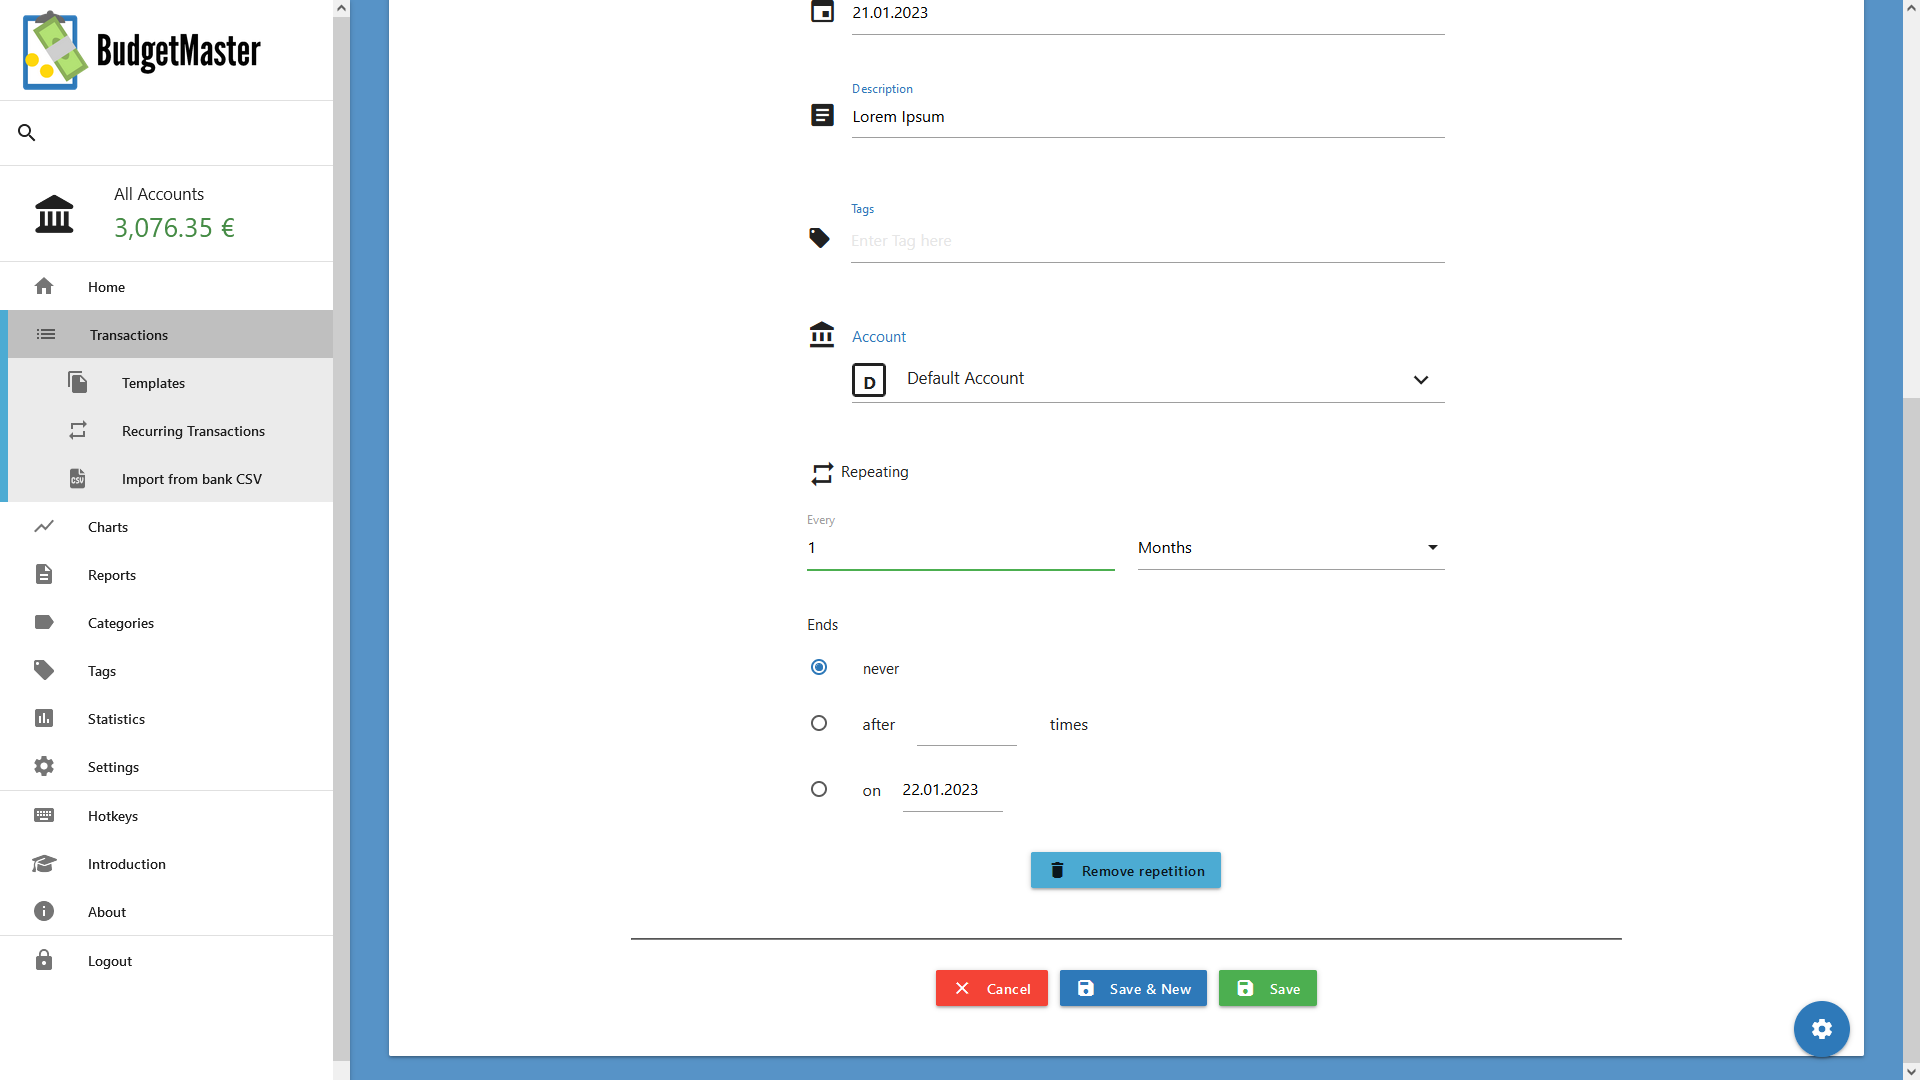 BudgetMaster
All Accounts
3,076.35 €
Home
Transactions
Templates
Recurring Transactions
CSV
Import from bank CSV
Charts
Reports
Categories
Tags
Statistics
Settings
Hotkeys
Introduction
About
Logout
21.01.2023
Description
Lorem Ipsum
Tags
Enter Tag here
Account
D
Default Account
Repeating
Every
1
Months
Ends
never
after
times
on
22.01.2023
Remove repetition
Cancel
Save & New
Save